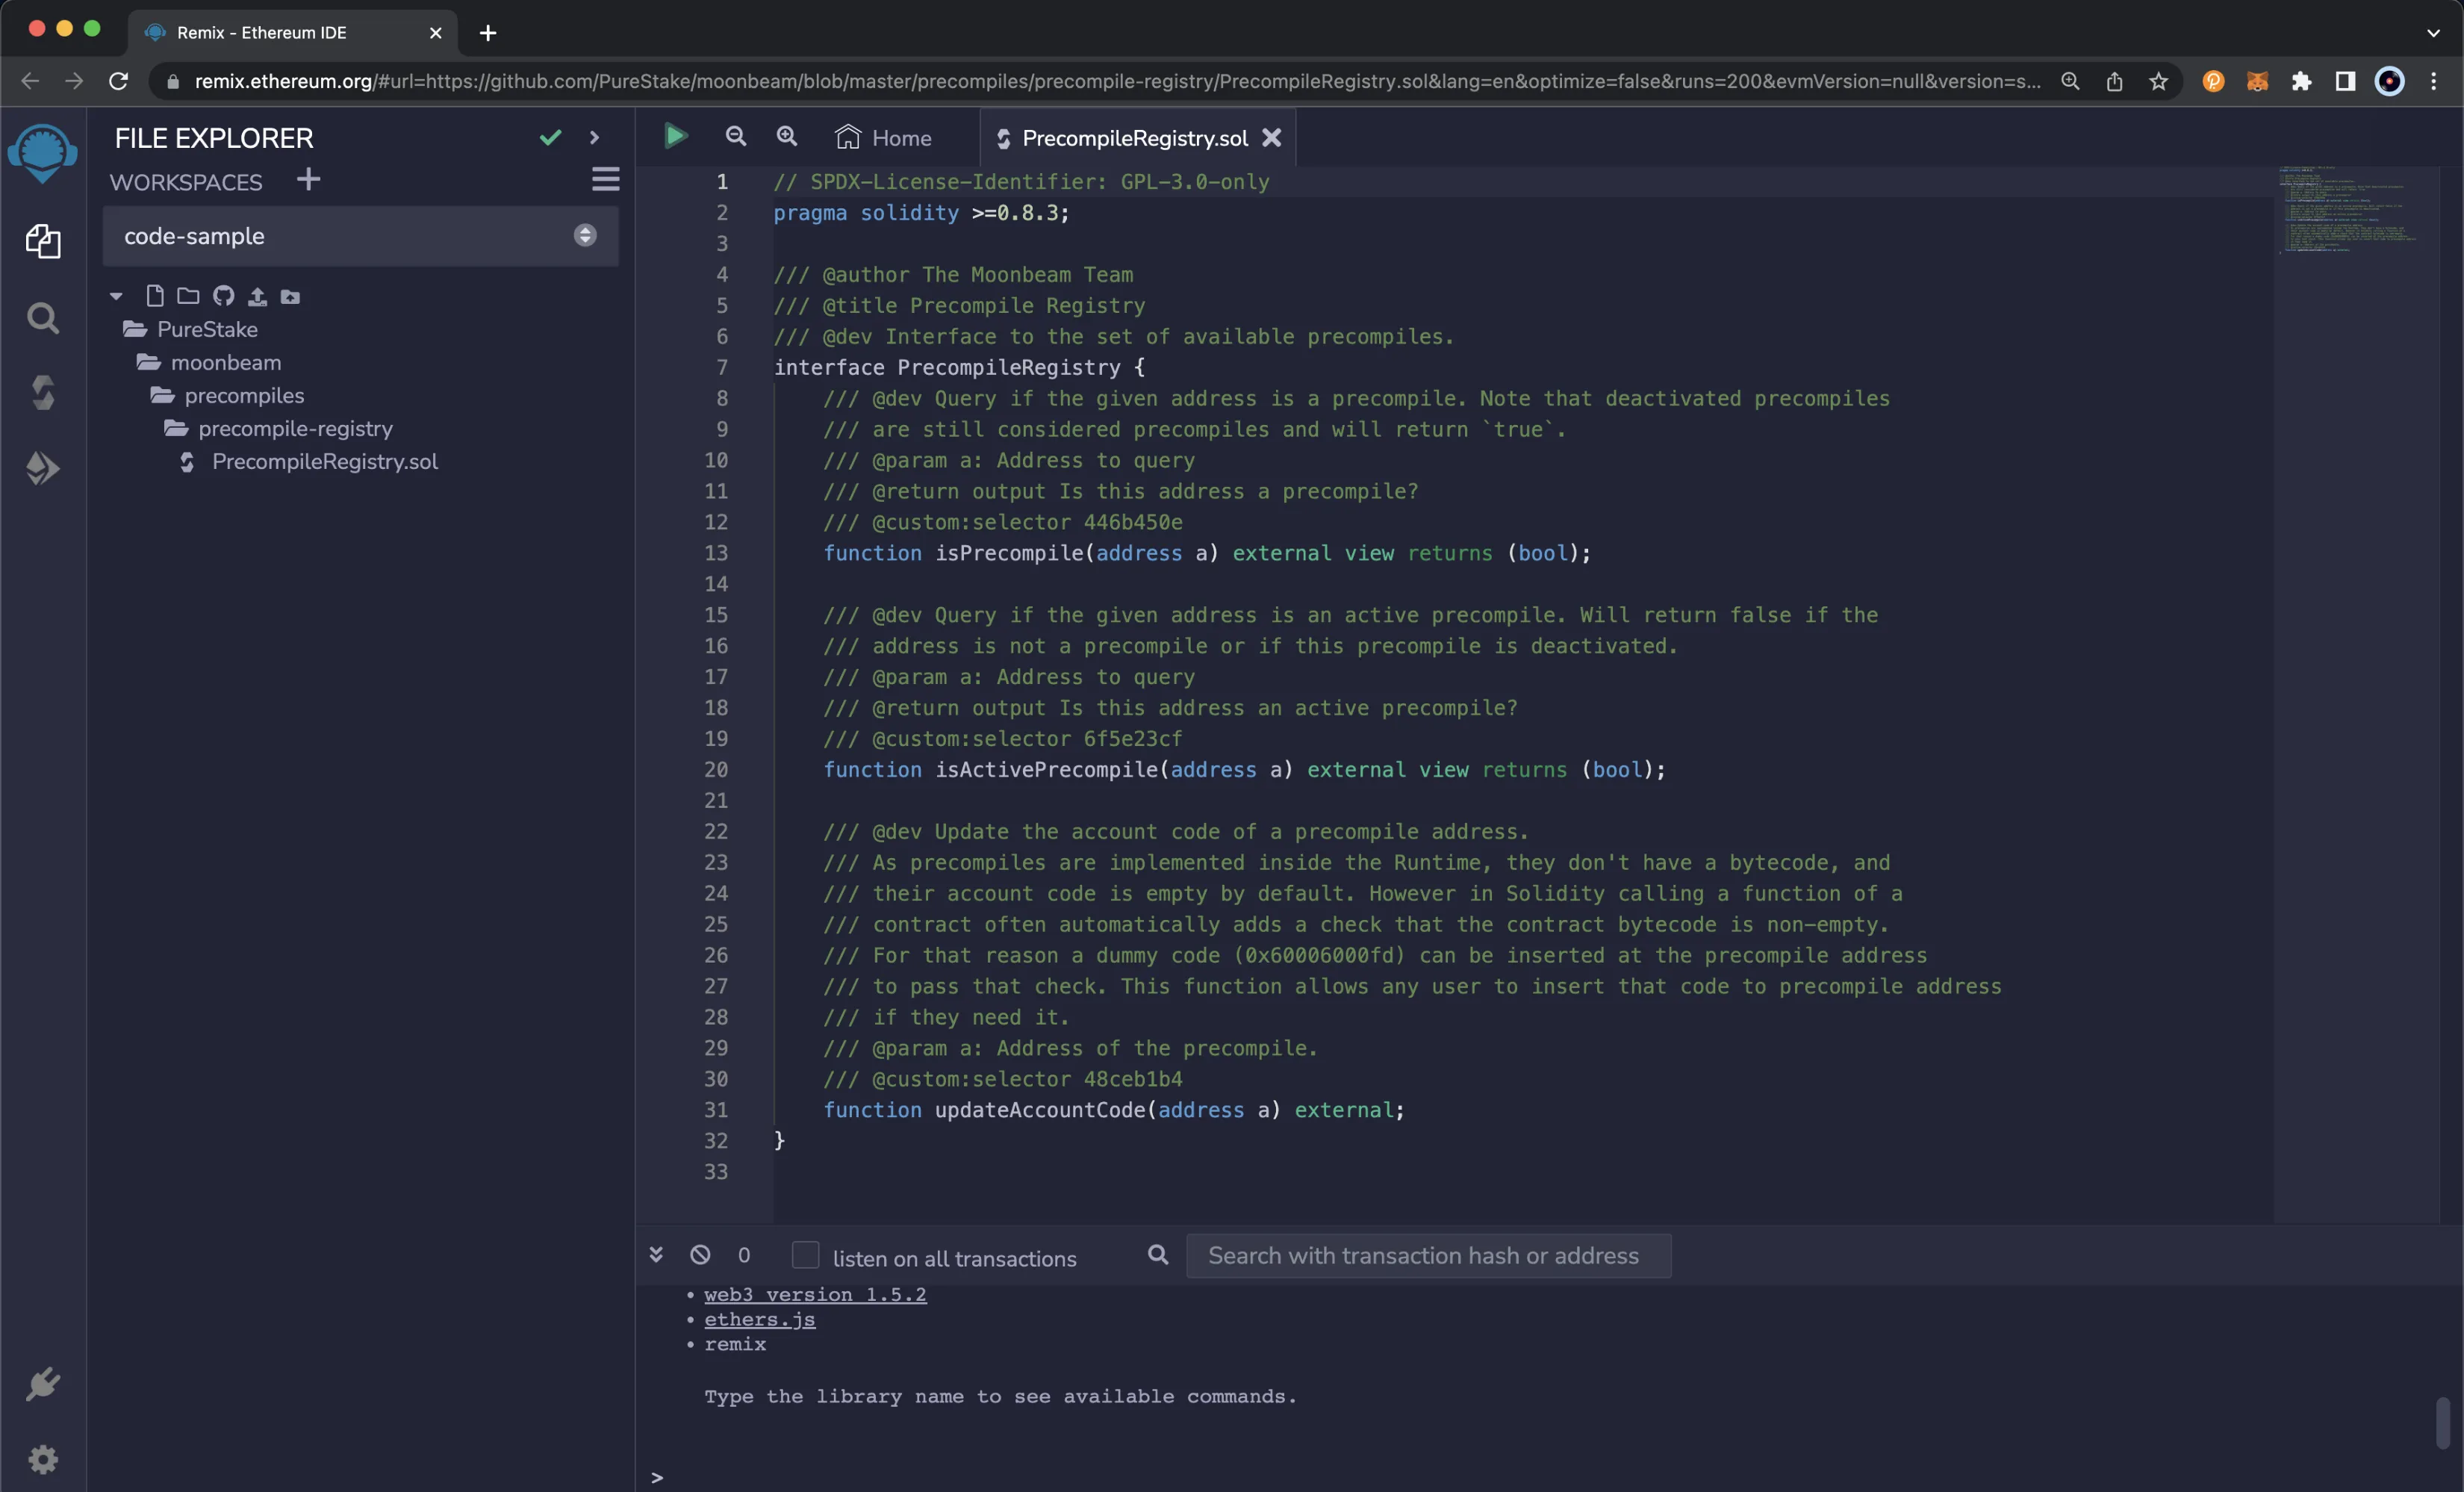 Remix - Ethereum IDE
remix.ethereum.org/#url=https://github.com/PureStake/moonbeam/blob/master/precompiles/precompile-registry/PrecompileRegistry.sol&lang=en&optimize=false&runs=200&evmVersion=null&version=s...
FILE EXPLORER
WORKSPACES
code-sample
PureStake
moonbeam
precompiles
precompile-registry
PrecompileRegistry.sol
Home
PrecompileRegistry.sol
1 // SPDX-License-Identifier: GPL-3.0-only
2 pragma solidity >=0.8.3;
3
4 /// @author The Moonbeam Team
5 /// @title Precompile Registry
6 /// @dev Interface to the set of available precompiles.
7 interface PrecompileRegistry {
8 /// @dev Query if the given address is a precompile. Note that deactivated precompiles
9 /// are still considered precompiles and will return `true`.
10 /// @param a: Address to query
11 /// @return output Is this address a precompile?
12 /// @custom:selector 446b450e
13 function isPrecompile(address a) external view returns (bool);
14
15 /// @dev Query if the given address is an active precompile. Will return false if the
16 /// address is not a precompile or if this precompile is deactivated.
17 /// @param a: Address to query
18 /// @return output Is this address an active precompile?
19 /// @custom:selector 6f5e23cf
20 function isActivePrecompile(address a) external view returns (bool);
21
22 /// @dev Update the account code of a precompile address.
23 /// As precompiles are implemented inside the Runtime, they don't have a bytecode, and
24 /// their account code is empty by default. However in Solidity calling a function of a
25 /// contract often automatically adds a check that the contract bytecode is non-empty.
26 /// For that reason a dummy code (0x60006000fd) can be inserted at the precompile address
27 /// to pass that check. This function allows any user to insert that code to precompile address
28 /// if they need it.
29 /// @param a: Address of the precompile.
30 /// @custom:selector 48ceb1b4
31 function updateAccountCode(address a) external;
32 }
33
0
listen on all transactions
Search with transaction hash or address
• web3 version 1.5.2
• ethers.js
• remix
Type the library name to see available commands.
>